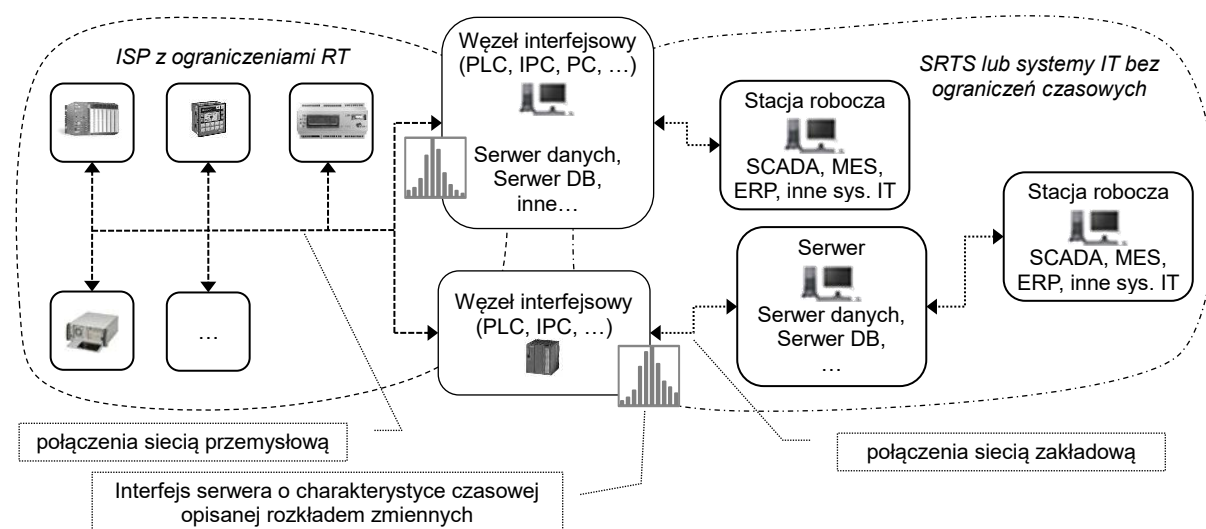 ISP z ograniczeniami RT
Węzeł interfejsowy
(PLC, IPC, PC, …)
Serwer danych,
Serwer DB,
inne…
SRTS lub systemy IT bez
ograniczeń czasowych
Stacja robocza
SCADA, MES,
ERP, inne sys. IT
Stacja robocza
SCADA, MES,
ERP, inne sys. IT
Serwer
Serwer danych,
Serwer DB,
…
Węzeł interfejsowy
(PLC, IPC, …)
…
połączenia siecią przemysłową
połączenia siecią zakładową
Interfejs serwera o charakterystyce czasowej
opisanej rozkładem zmiennych